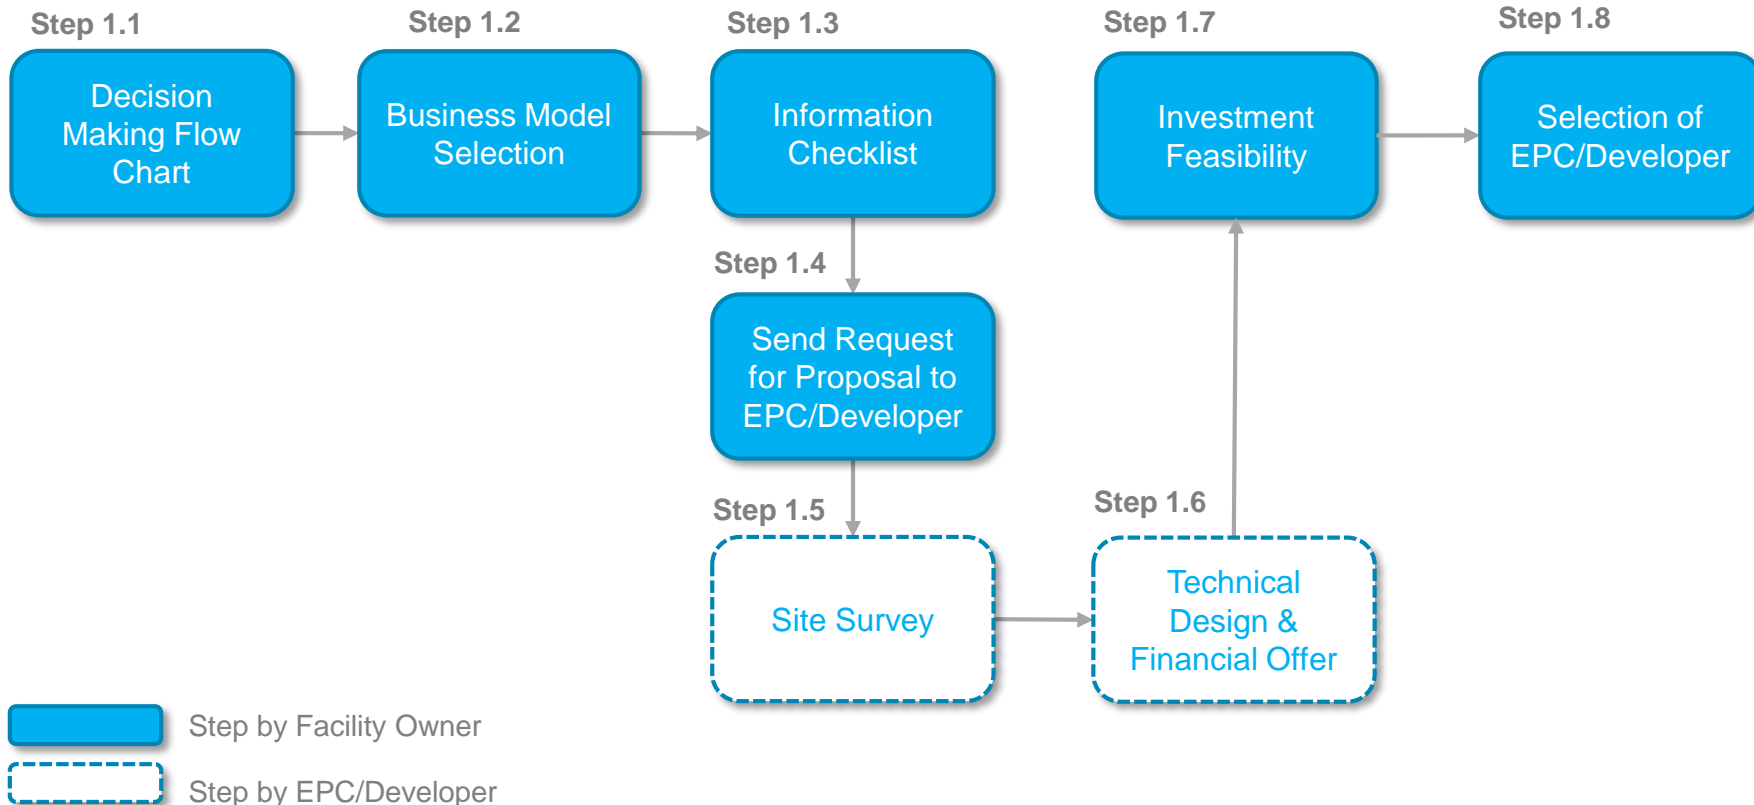 Step 1.1
Decision
Making Flow
Chart
Step 1.2
Business Model
Selection
Step 1.3
Information
Checklist
Step 1.4
Send Request
for Proposal to
EPC/Developer
Step 1.5
Site Survey
Step 1.6
Technical
Design &
Financial Offer
Step 1.7
Investment
Feasibility
Step 1.8
Selection of
EPC/Developer
Step by Facility Owner
Step by EPC/Developer